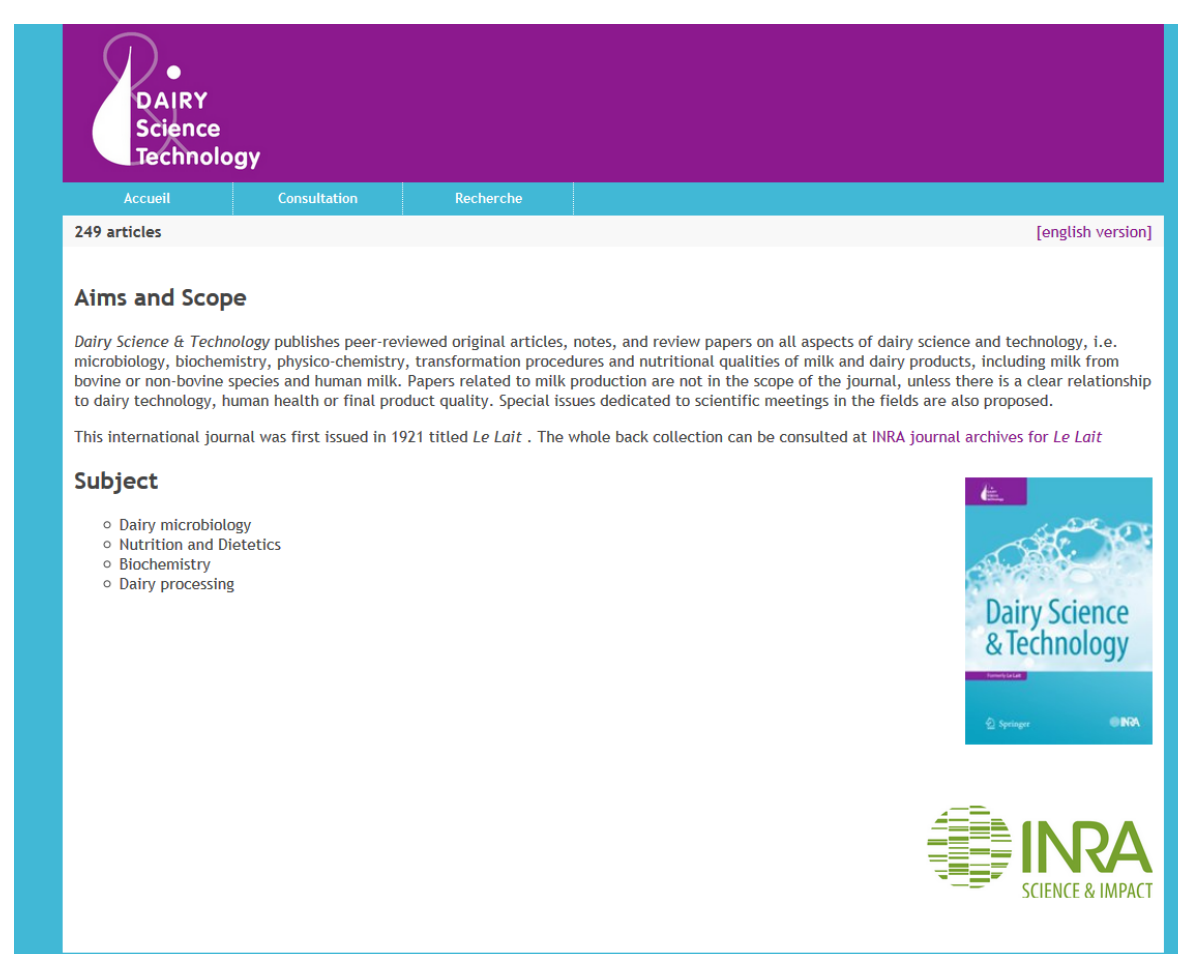 DAIRY
Science
Technology
Accueil
Consultation
Recherche
249 articles
[english version]
Aims and Scope
Dairy Science & Technology publishes peer-reviewed original articles, notes, and review papers on all aspects of dairy science and technology, i.e.
microbiology, biochemistry, physico-chemistry, transformation procedures and nutritional qualities of milk and dairy products, including milk from
bovine or non-bovine species and human milk. Papers related to milk production are not in the scope of the journal, unless there is a clear relationship
to dairy technology, human health or final product quality. Special issues dedicated to scientific meetings in the fields are also proposed.
This international journal was first issued in 1921 titled Le Lait . The whole back collection can be consulted at INRA journal archives for Le Lait
Subject
Dairy microbiology
Nutrition and Dietetics
Biochemistry
Dairy processing
Dairy Science
& Technology
Formerly Le Lait
Springer
INRA
INRA
SCIENCE & IMPACT